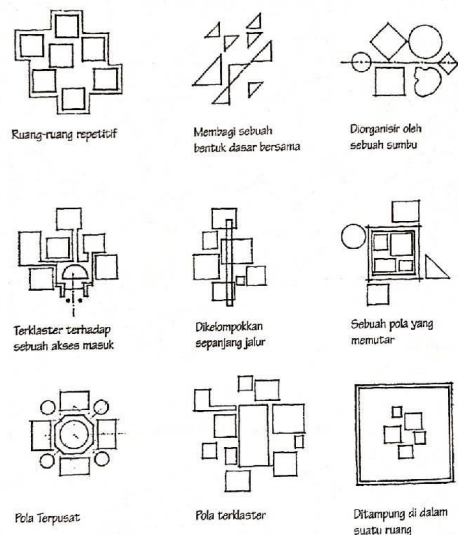 Ruang-ruang repetitif
Membagi sebuah
bentuk dasar bersama
Diorganisir oleh
sebuah sumbu
Terklaster terhadap
sebuah akses masuk
Dikelompokkan
sepanjang jalur
Sebuah pola yang
memutar
Pola Terpusat
Pola terklaster
Ditampung di dalam
suatu ruang